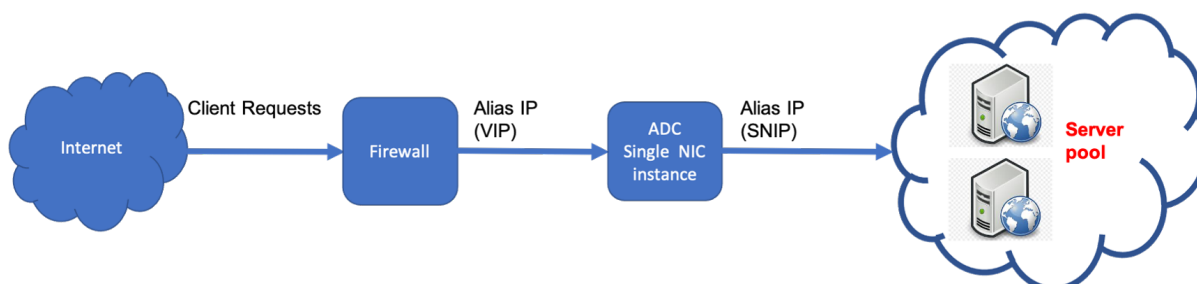 Internet
Client Requests
Firewall
Alias IP
(VIP)
ADC
Single NIC
instance
Alias IP
(SNIP)
Server
pool